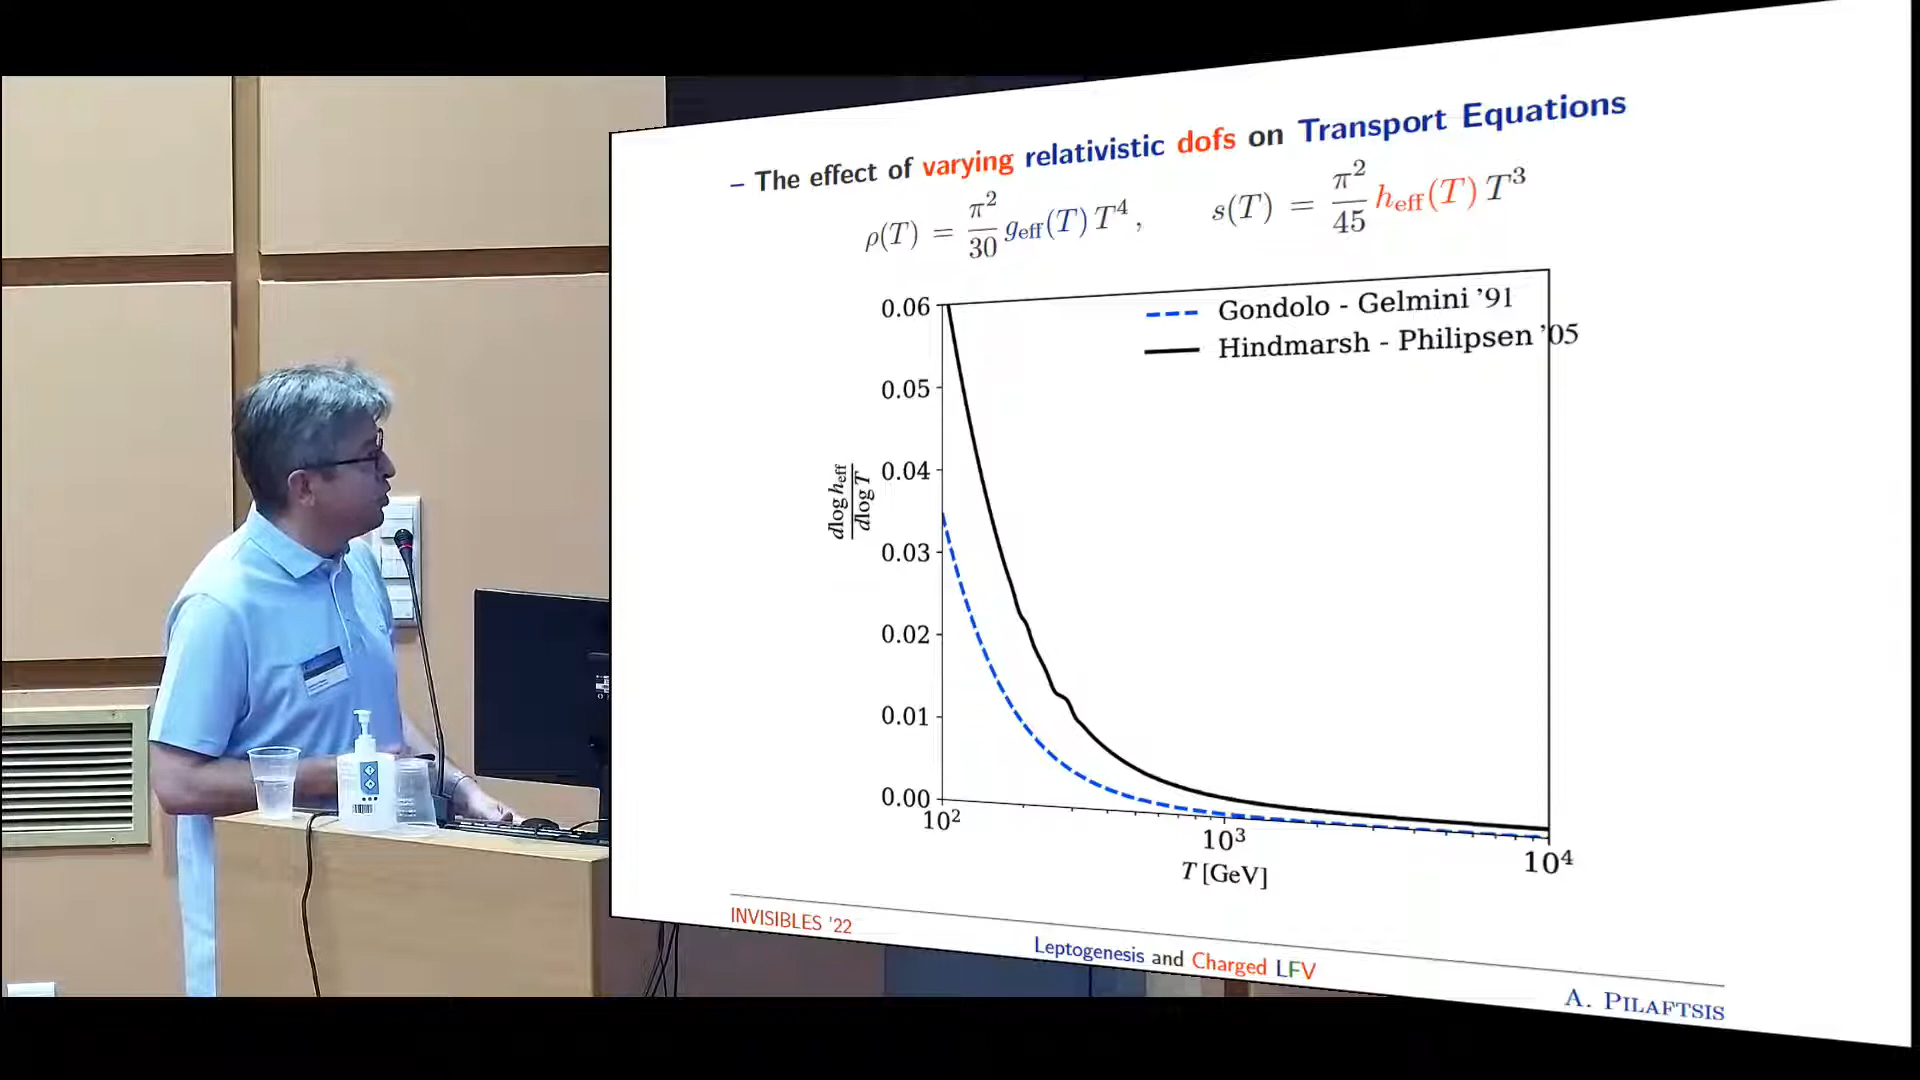 – The effect of varying relativistic dofs on Transport Equations
ρ(T) = π²/30 g_eff(T) T⁴ , s(T) = π²/45 h_eff(T) T³
Gondolo - Gelmini '91
Hindmarsh - Philipsen '05
0.06
0.05
0.04
0.03
0.02
0.01
0.00
dlog h_eff / dlog T
10² 10³ 10⁴
T [GeV]
INVISIBLES '22
Leptogenesis and Charged LFV
A. PILAFTSIS